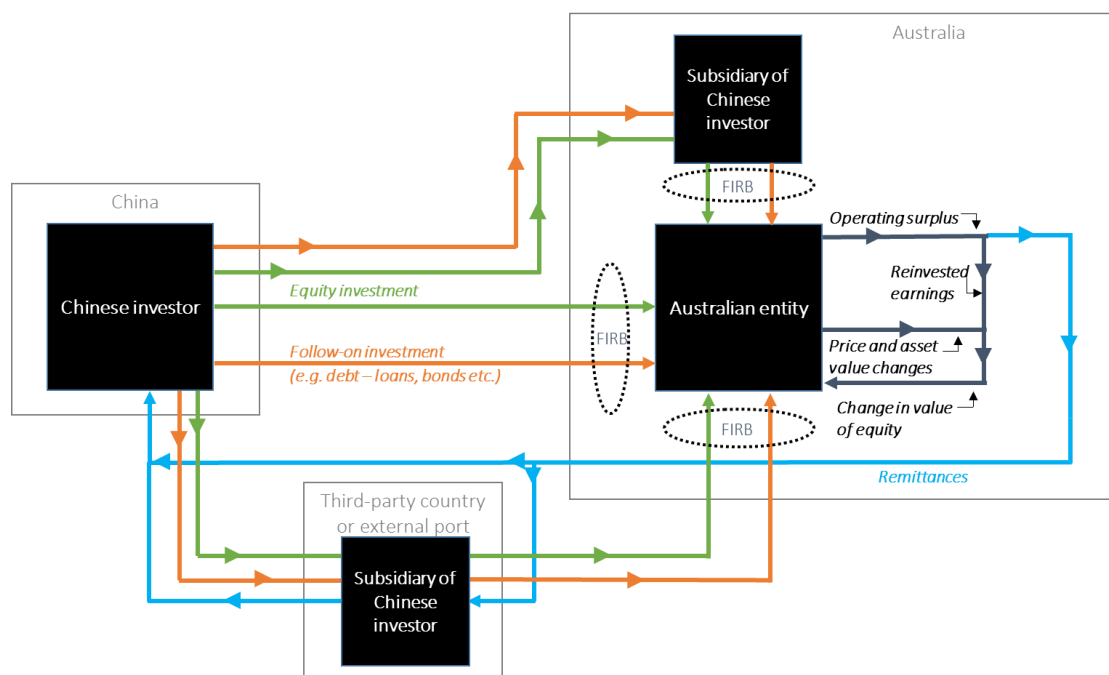 Australia
Subsidiary of
Chinese
investor
FIRB
China
Chinese investor
Equity investment
Follow-on investment
(e.g. debt – loans, bonds etc.)
FIRB
Australian entity
Operating surplus
Reinvested
earnings
Price and asset
value changes
Change in value
of equity
FIRB
Remittances
Third-party country
or external port
Subsidiary of
Chinese
investor